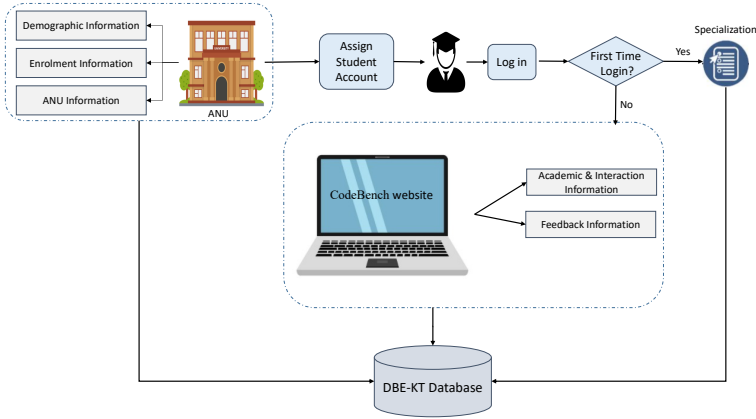 Demographic Information
Enrolment Information
ANU Information
ANU
Assign
Student
Account
Log in
First Time
Login?
Yes
Specialization
No
CodeBench website
Academic & Interaction
Information
Feedback Information
DBE-KT Database